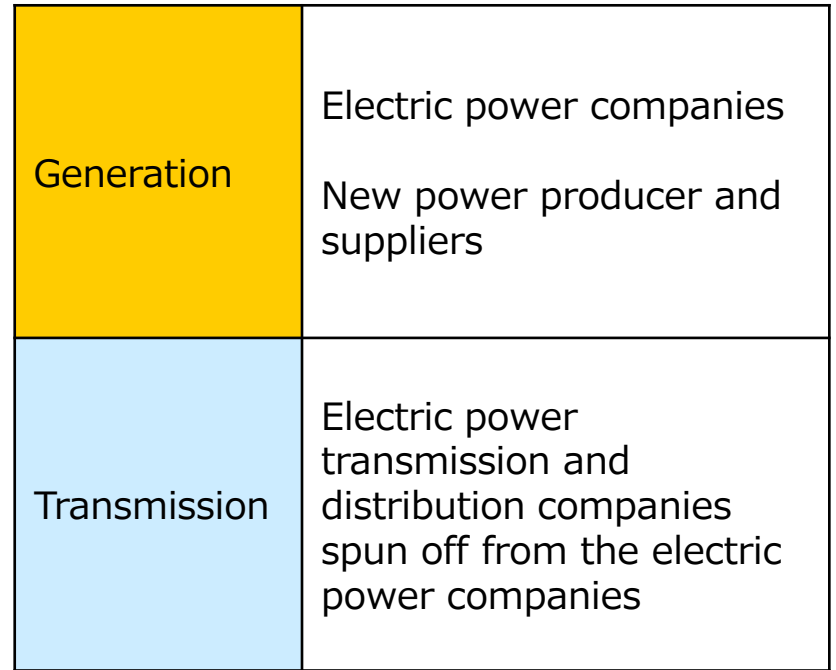 Generation
Electric power companies
New power producer and
suppliers
Transmission
Electric power
transmission and
distribution companies
spun off from the electric
power companies